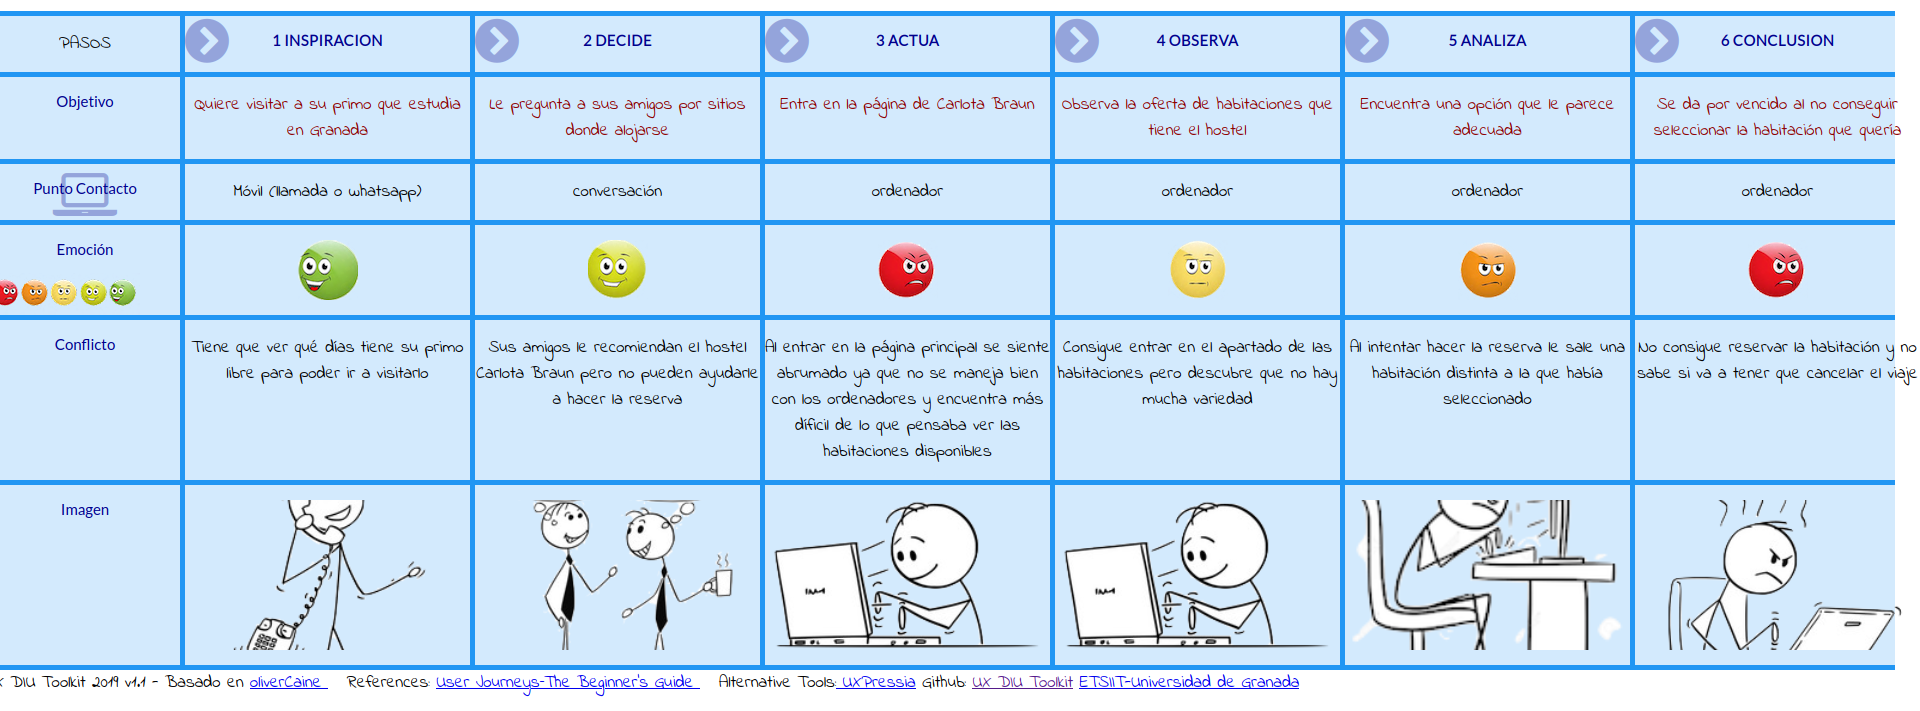 PASOS
1 INSPIRACION
2 DECIDE
3 ACTUA
4 OBSERVA
5 ANALIZA
6 CONCLUSION
Objetivo
Quiere visitar a su primo que estudia
en Granada
Le pregunta a sus amigos por sitios
donde alojarse
Entra en la página de Carlota Braun
Observa la oferta de habitaciones que
tiene el hostel
Encuentra una opción que le parece
adecuada
Se da por vencido al no conseguir
seleccionar la habitación que quería
Punto Contacto
Móvil (llamada o whatsapp)
conversación
ordenador
ordenador
ordenador
ordenador
Emoción
Conflicto
Tiene que ver qué días tiene su primo
libre para poder ir a visitarlo
Sus amigos le recomiendan el hostel
Carlota Braun pero no pueden ayudarle
a hacer la reserva
Al entrar en la página principal se siente
abrumado ya que no se maneja bien
con los ordenadores y encuentra más
díficil de lo que pensaba ver las
habitaciones disponibles
Consigue entrar en el apartado de las
habitaciones pero descubre que no hay
mucha variedad
Al intentar hacer la reserva le sale una
habitación distinta a la que había
seleccionado
No consigue reservar la habitación y no
sabe si va a tener que cancelar el viaje
Imagen
X DIU Toolkit 2019 v1.1 - Basado en oliverCaine References: User Journeys-The Beginner's Guide Alternative Tools: UXPressia Github: UX DIU Toolkit ETSIIT-Universidad de Granada